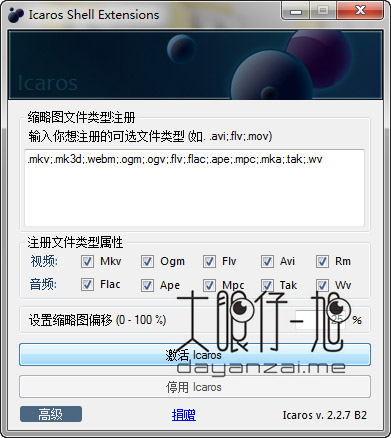 Icaros Shell Extensions
Icaros
缩略图文件类型注册
输入你想注册的可选文件类型 (如. .avi;.flv;.mov)
.mkv;.mk3d;.webm;.ogm;.ogv;.flv;.flac;.ape;.mpc;.mka;.tak;.wv
注册文件类型属性
视频: Mkv Ogm Flv Avi Rm
音频: Flac Ape Mpc Tak Wv
大眼仔~旭
设置缩略图偏移 (0 - 100 %) %
激活 Icaros
dayanzai.me
停用 Icaros
高级 捐赠 Icaros v. 2.2.7 B2